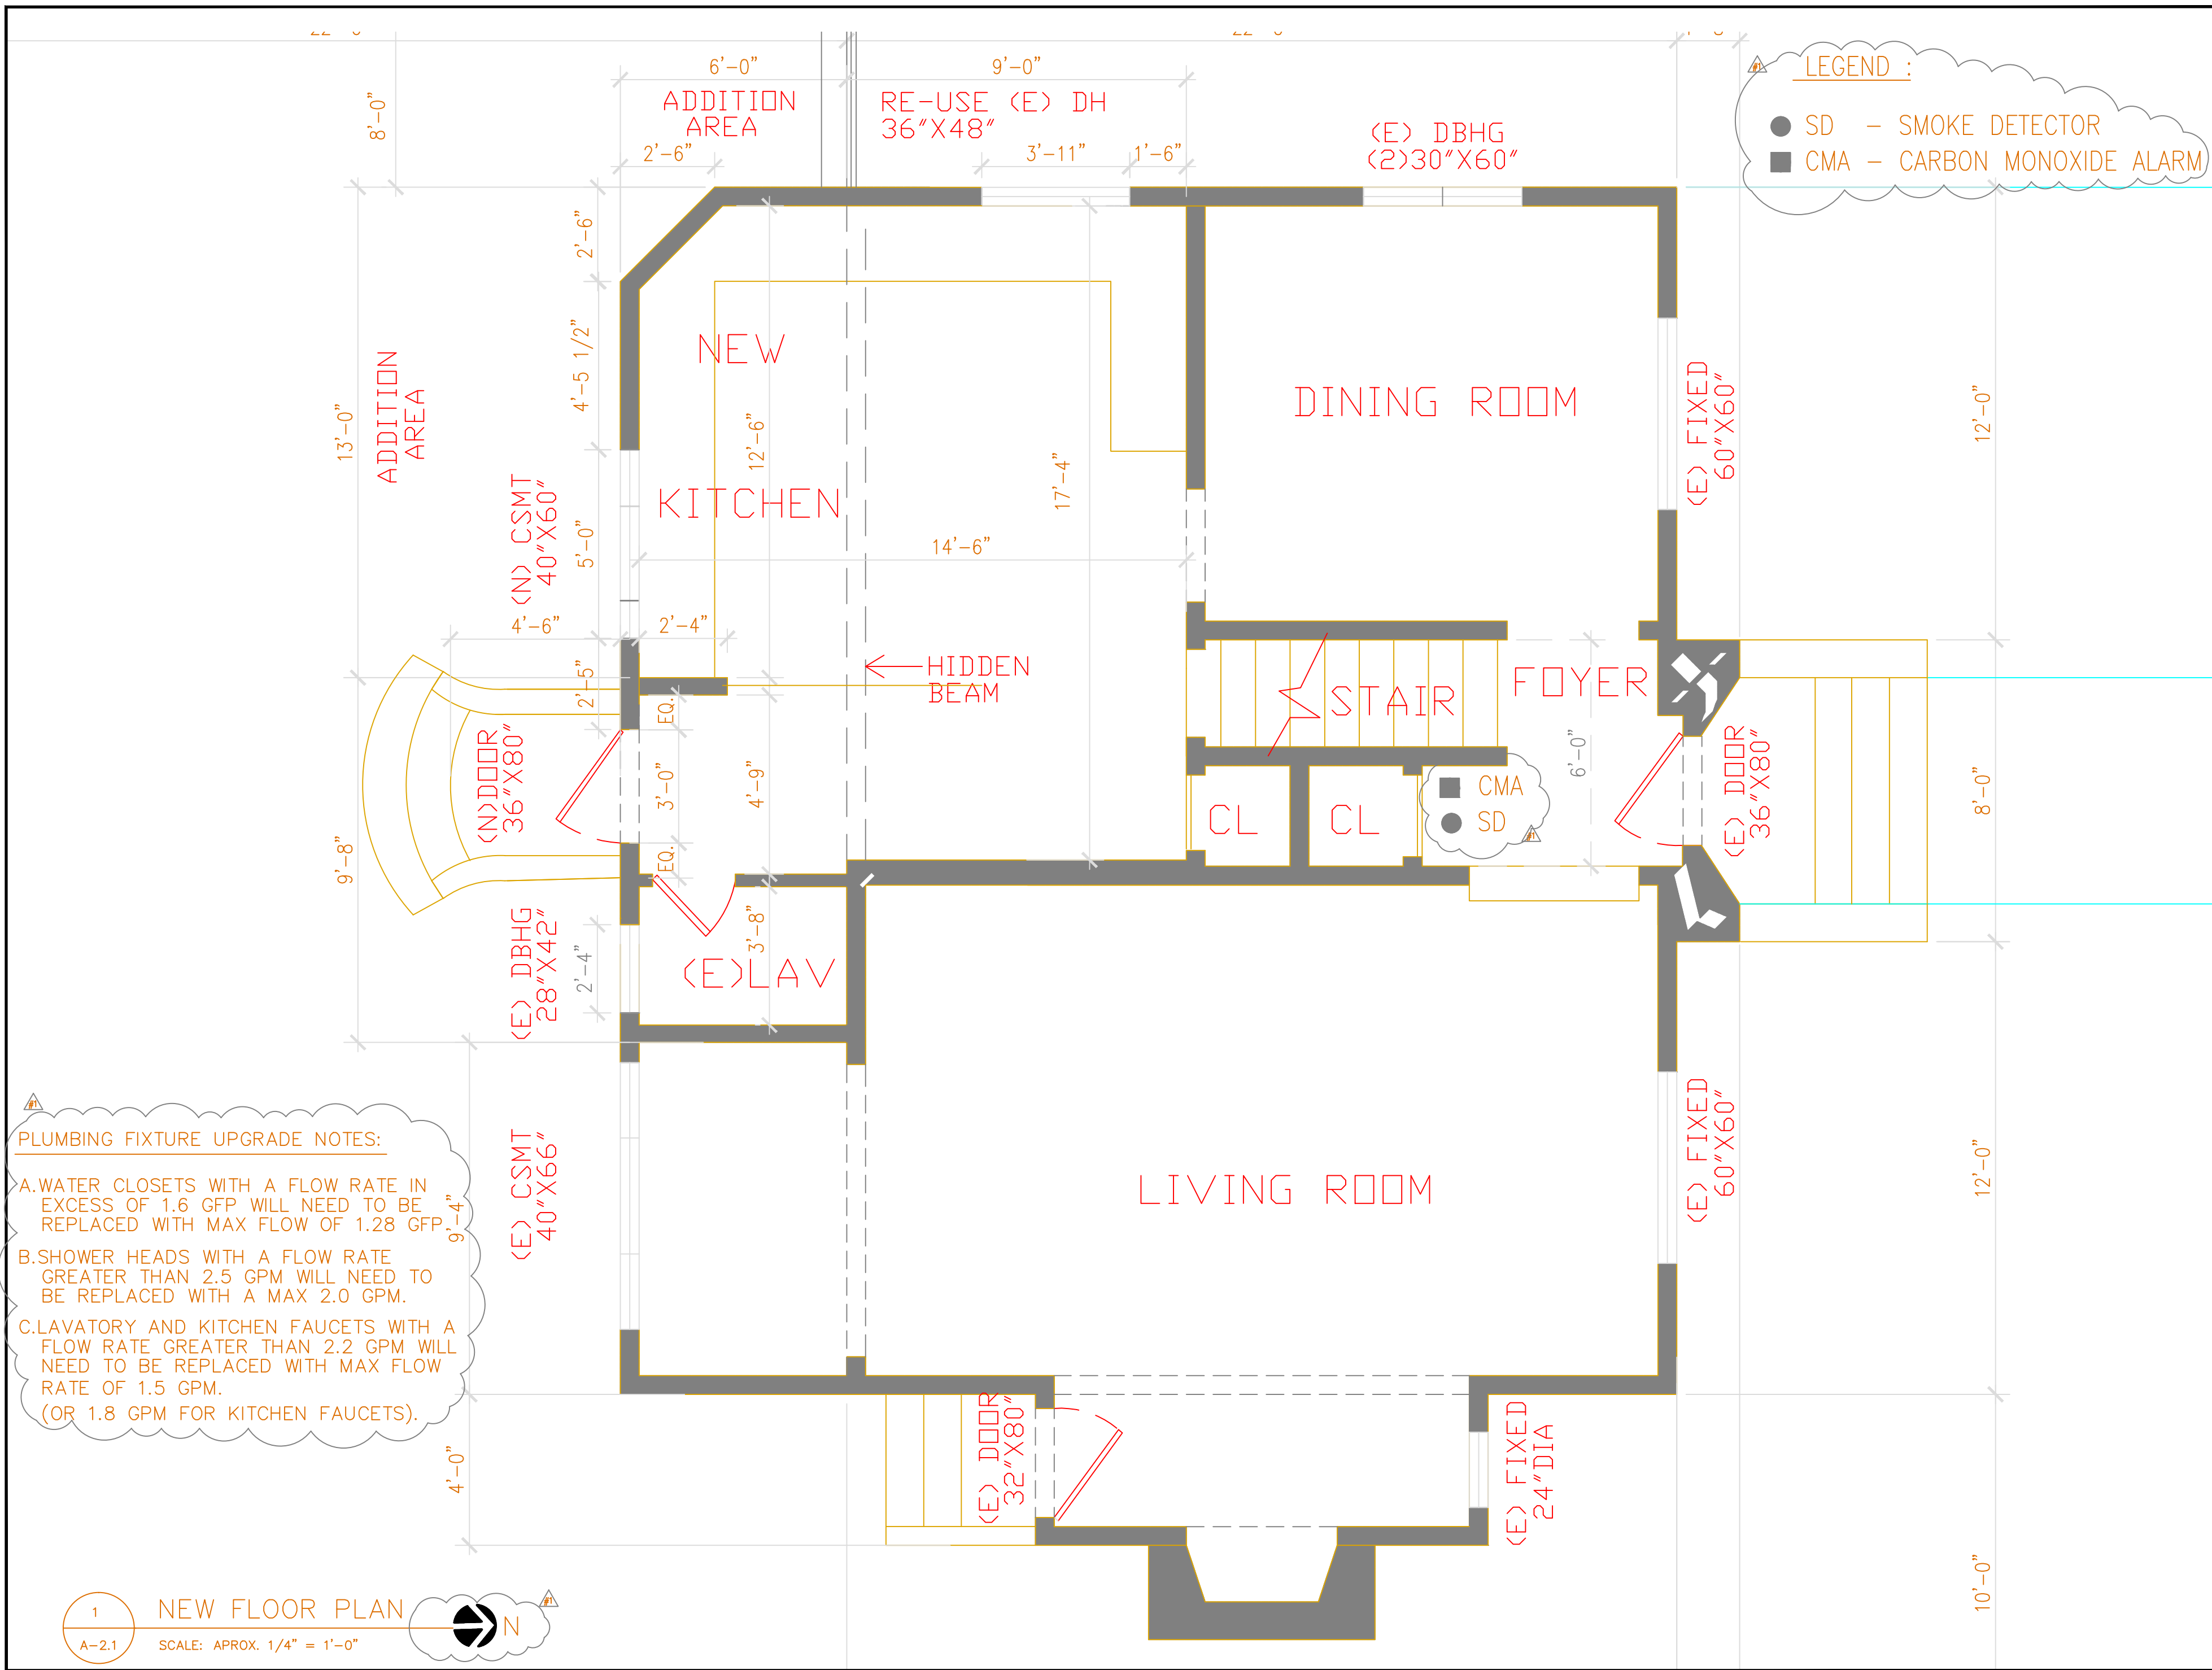 6'-0"
9'-0"
ADDITION
AREA
RE-USE (E) DH
36"X48"
2'-6"
3'-11"
1'-6"
8'-0"
(E) DBHG
(2)30"X60"
#1
LEGEND :
SD - SMOKE DETECTOR
CMA - CARBON MONOXIDE ALARM
2'-6"
4'-5 1/2"
13'-0"
ADDITION
AREA
NEW
KITCHEN
12'-6"
17'-4"
14'-6"
DINING ROOM
(E) FIXED
60"X60"
12'-0"
(N) CSMT
40"X60"
5'-0"
4'-6"
2'-4"
2'-5"
HIDDEN
BEAM
STAIR
FOYER
6'-0"
(N)DOOR
36"X80"
EQ.
3'-0"
EQ.
4'-9"
CL
CL
CMA
SD
#1
(E) DOOR
36"X80"
8'-0"
9'-8"
(E) DBHG
28"X42"
2'-4"
3'-8"
(E)LAV
#1
PLUMBING FIXTURE UPGRADE NOTES:
A.WATER CLOSETS WITH A FLOW RATE IN
EXCESS OF 1.6 GFP WILL NEED TO BE
REPLACED WITH MAX FLOW OF 1.28 GFP.
B.SHOWER HEADS WITH A FLOW RATE
GREATER THAN 2.5 GPM WILL NEED TO
BE REPLACED WITH A MAX 2.0 GPM.
C.LAVATORY AND KITCHEN FAUCETS WITH A
FLOW RATE GREATER THAN 2.2 GPM WILL
NEED TO BE REPLACED WITH MAX FLOW
RATE OF 1.5 GPM.
(OR 1.8 GPM FOR KITCHEN FAUCETS).
9'-4"
(E) CSMT
40"X66"
LIVING ROOM
(E) FIXED
60"X60"
12'-0"
4'-0"
(E) DOOR
32"X80"
(E) FIXED
24"DIA
10'-0"
1
A-2.1
NEW FLOOR PLAN
SCALE: APROX. 1/4" = 1'-0"
N
#1